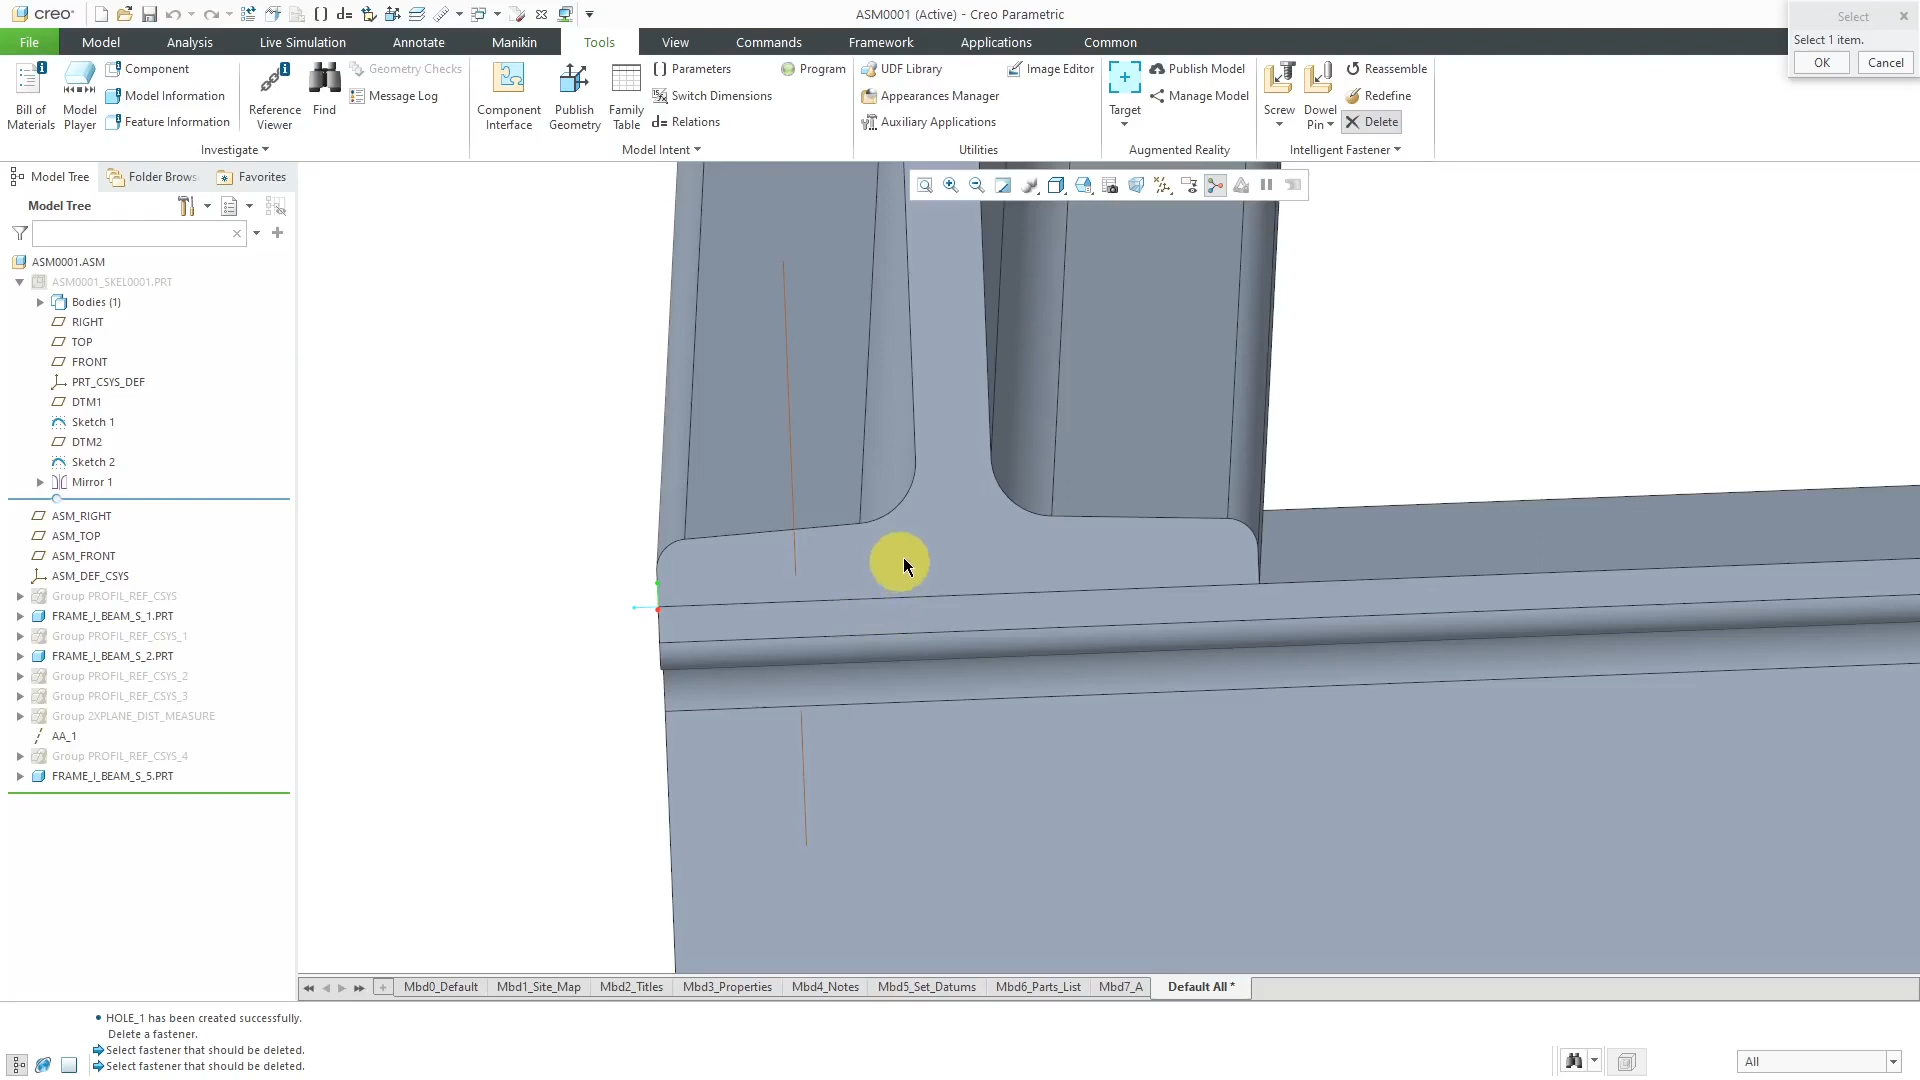 creo
ASM0001 (Active) - Creo Parametric
Select
Select 1 item.
OK Cancel
File Model Analysis Live Simulation Annotate Manikin Tools View Commands Framework Applications Common
Bill of Materials
Model Player
Component
Model Information
Feature Information
Reference Viewer
Find
Geometry Checks
Message Log
Investigate
Component Interface
Publish Geometry
Family Table
Parameters
Switch Dimensions
Relations
Program
Model Intent
UDF Library
Appearances Manager
Auxiliary Applications
Image Editor
Utilities
Target
Publish Model
Manage Model
Augmented Reality
Screw
Dowel Pin
Reassemble
Redefine
Delete
Intelligent Fastener
Model Tree Folder Brows Favorites
Model Tree
ASM0001.ASM
ASM0001_SKEL0001.PRT
Bodies (1)
RIGHT
TOP
FRONT
PRT_CSYS_DEF
DTM1
Sketch 1
DTM2
Sketch 2
Mirror 1
ASM_RIGHT
ASM_TOP
ASM_FRONT
ASM_DEF_CSYS
Group PROFIL_REF_CSYS
FRAME_I_BEAM_S_1.PRT
Group PROFIL_REF_CSYS_1
FRAME_I_BEAM_S_2.PRT
Group PROFIL_REF_CSYS_2
Group PROFIL_REF_CSYS_3
Group 2XPLANE_DIST_MEASURE
AA_1
Group PROFIL_REF_CSYS_4
FRAME_I_BEAM_S_5.PRT
Mbd0_Default Mbd1_Site_Map Mbd2_Titles Mbd3_Properties Mbd4_Notes Mbd5_Set_Datums Mbd6_Parts_List Mbd7_A Default All *
HOLE_1 has been created successfully.
Delete a fastener.
Select fastener that should be deleted.
Select fastener that should be deleted.
All